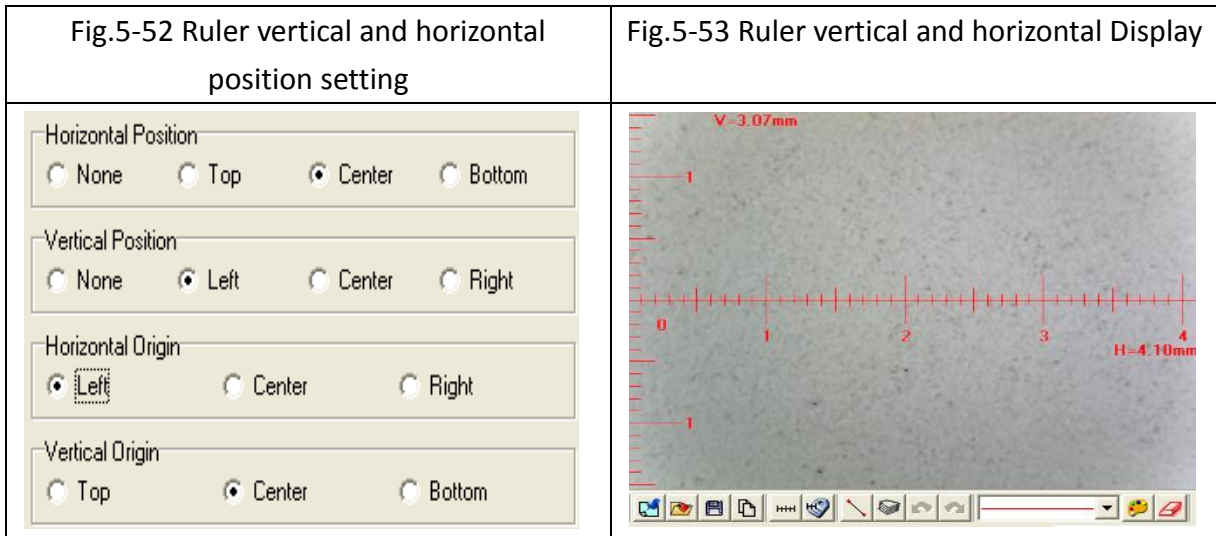 Fig.5-52 Ruler vertical and horizontal
position setting
Fig.5-53 Ruler vertical and horizontal Display
Horizontal Position
None Top Center Bottom
Vertical Position
None Left Center Right
Horizontal Origin
Left Center Right
Vertical Origin
Top Center Bottom
V=3.07mm
1
0 1 2 3 4
H=4.10mm
1